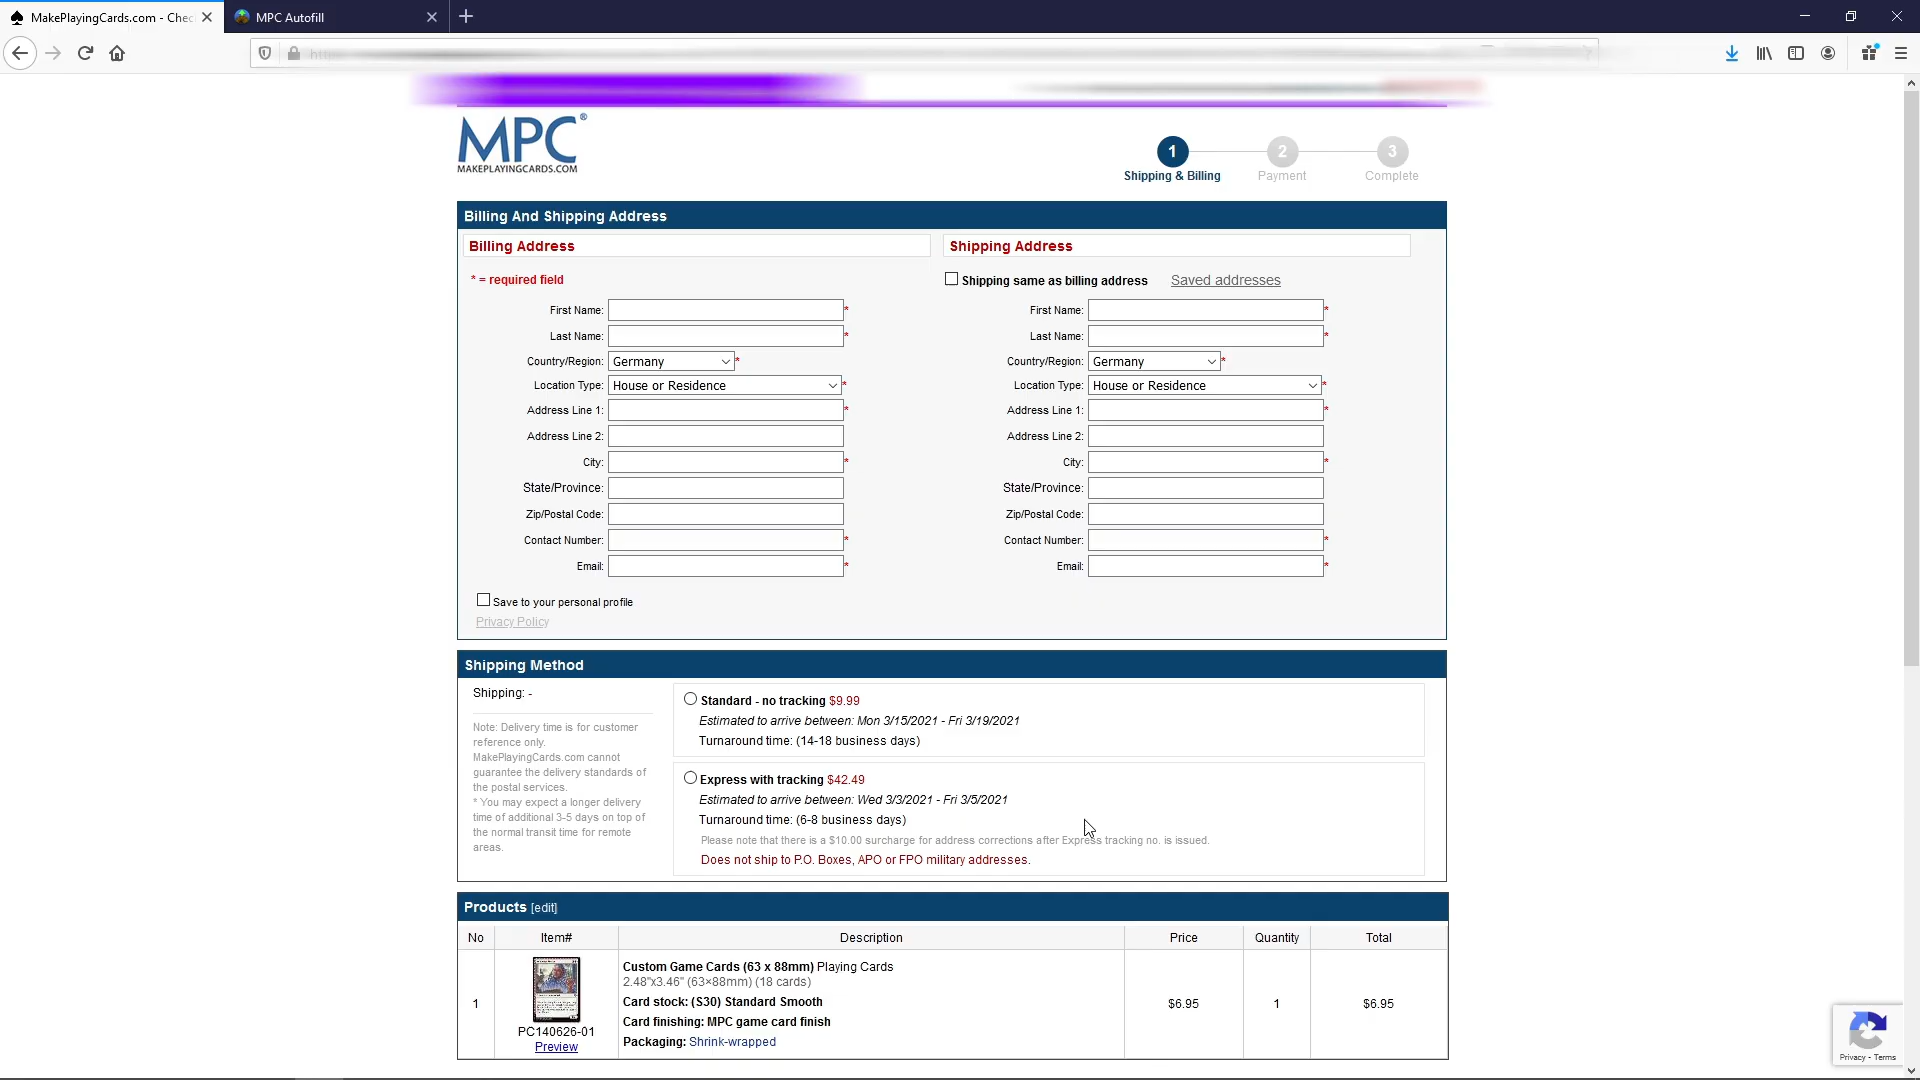 MakePlayingCards.com - Chec
MPC Autofill
MPC®
MAKEPLAYINGCARDS.COM
1 2 3
Shipping & Billing Payment Complete
Billing And Shipping Address
Billing Address
* = required field
First Name: *
Last Name: *
Country/Region: Germany *
Location Type: House or Residence *
Address Line 1: *
Address Line 2:
City: *
State/Province:
Zip/Postal Code:
Contact Number: *
Email: *
Save to your personal profile
Privacy Policy
Shipping Address
Shipping same as billing address Saved addresses
First Name: *
Last Name: *
Country/Region: Germany *
Location Type: House or Residence *
Address Line 1: *
Address Line 2:
City: *
State/Province:
Zip/Postal Code:
Contact Number: *
Email: *
Shipping Method
Shipping: -
Note: Delivery time is for customer
reference only.
MakePlayingCards.com cannot
guarantee the delivery standards of
the postal services.
* You may expect a longer delivery
time of additional 3-5 days on top of
the normal transit time for remote
areas.
Standard - no tracking $9.99
Estimated to arrive between: Mon 3/15/2021 - Fri 3/19/2021
Turnaround time: (14-18 business days)
Express with tracking $42.49
Estimated to arrive between: Wed 3/3/2021 - Fri 3/5/2021
Turnaround time: (6-8 business days)
Please note that there is a $10.00 surcharge for address corrections after Express tracking no. is issued.
Does not ship to P.O. Boxes, APO or FPO military addresses.
Products [edit]
No Item# Description Price Quantity Total
1
PC140626-01
Preview
Custom Game Cards (63 x 88mm) Playing Cards
2.48"x3.46" (63×88mm) (18 cards)
Card stock: (S30) Standard Smooth
Card finishing: MPC game card finish
Packaging: Shrink-wrapped
$6.95 1 $6.95
Privacy - Terms